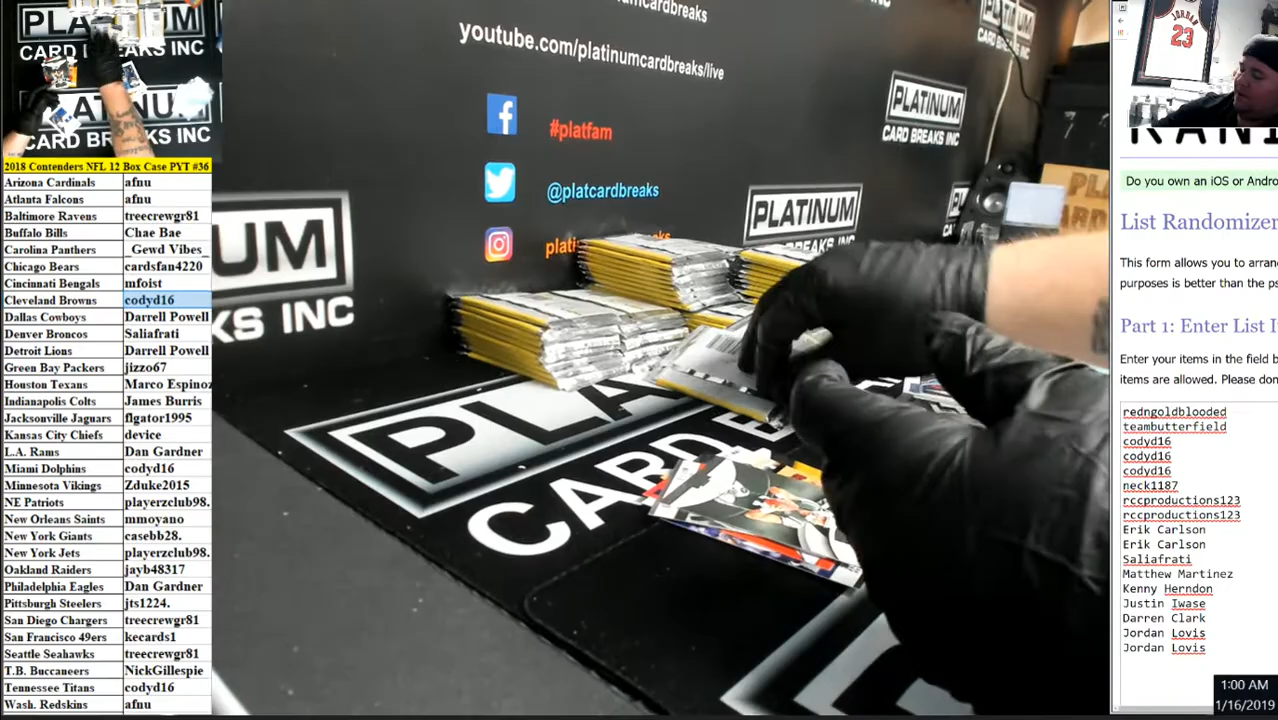 PLATINUM
CARD BREAKS INC
PLATINUM
CARD BREAKS INC
2018 Contenders NFL 12 Box Case PYT #36
Arizona Cardinals afnu
Atlanta Falcons afnu
Baltimore Ravens treecrewgr81
Buffalo Bills Chae Bae
Carolina Panthers _Gewd Vibes_
Chicago Bears cardsfan4220
Cincinnati Bengals mfoist
Cleveland Browns codyd16
Dallas Cowboys Darrell Powell
Denver Broncos Saliafrati
Detroit Lions Darrell Powell
Green Bay Packers jizzo67
Houston Texans Marco Espinoz
Indianapolis Colts James Burris
Jacksonville Jaguars flgator1995
Kansas City Chiefs device
L.A. Rams Dan Gardner
Miami Dolphins codyd16
Minnesota Vikings Zduke2015
NE Patriots playerzclub98.
New Orleans Saints mmoyano
New York Giants casebb28.
New York Jets playerzclub98.
Oakland Raiders jayb48317
Philadelphia Eagles Dan Gardner
Pittsburgh Steelers jts1224.
San Diego Chargers treecrewgr81
San Francisco 49ers kecards1
Seattle Seahawks treecrewgr81
T.B. Buccaneers NickGillespie
Tennessee Titans codyd16
Wash. Redskins afnu
numcardbreaks
youtube.com/platinumcardbreaks/live
#platfam
@platcardbreaks
plati
UM
KS INC
PLATINUM
CARD BREAKS INC
PLATINUM
PLA
CARD
JORDAN
23
Do you own an iOS or Andro
List Randomizer
This form allows you to arran
purposes is better than the ps
Part 1: Enter List I
Enter your items in the field b
items are allowed. Please don
redngoldblooded
teambutterfield
codyd16
codyd16
codyd16
neck1187
rccproductions123
rccproductions123
Erik Carlson
Erik Carlson
Saliafrati
Matthew Martinez
Kenny Herndon
Justin Iwase
Darren Clark
Jordan Lovis
Jordan Lovis
1:00 AM
1/16/2019